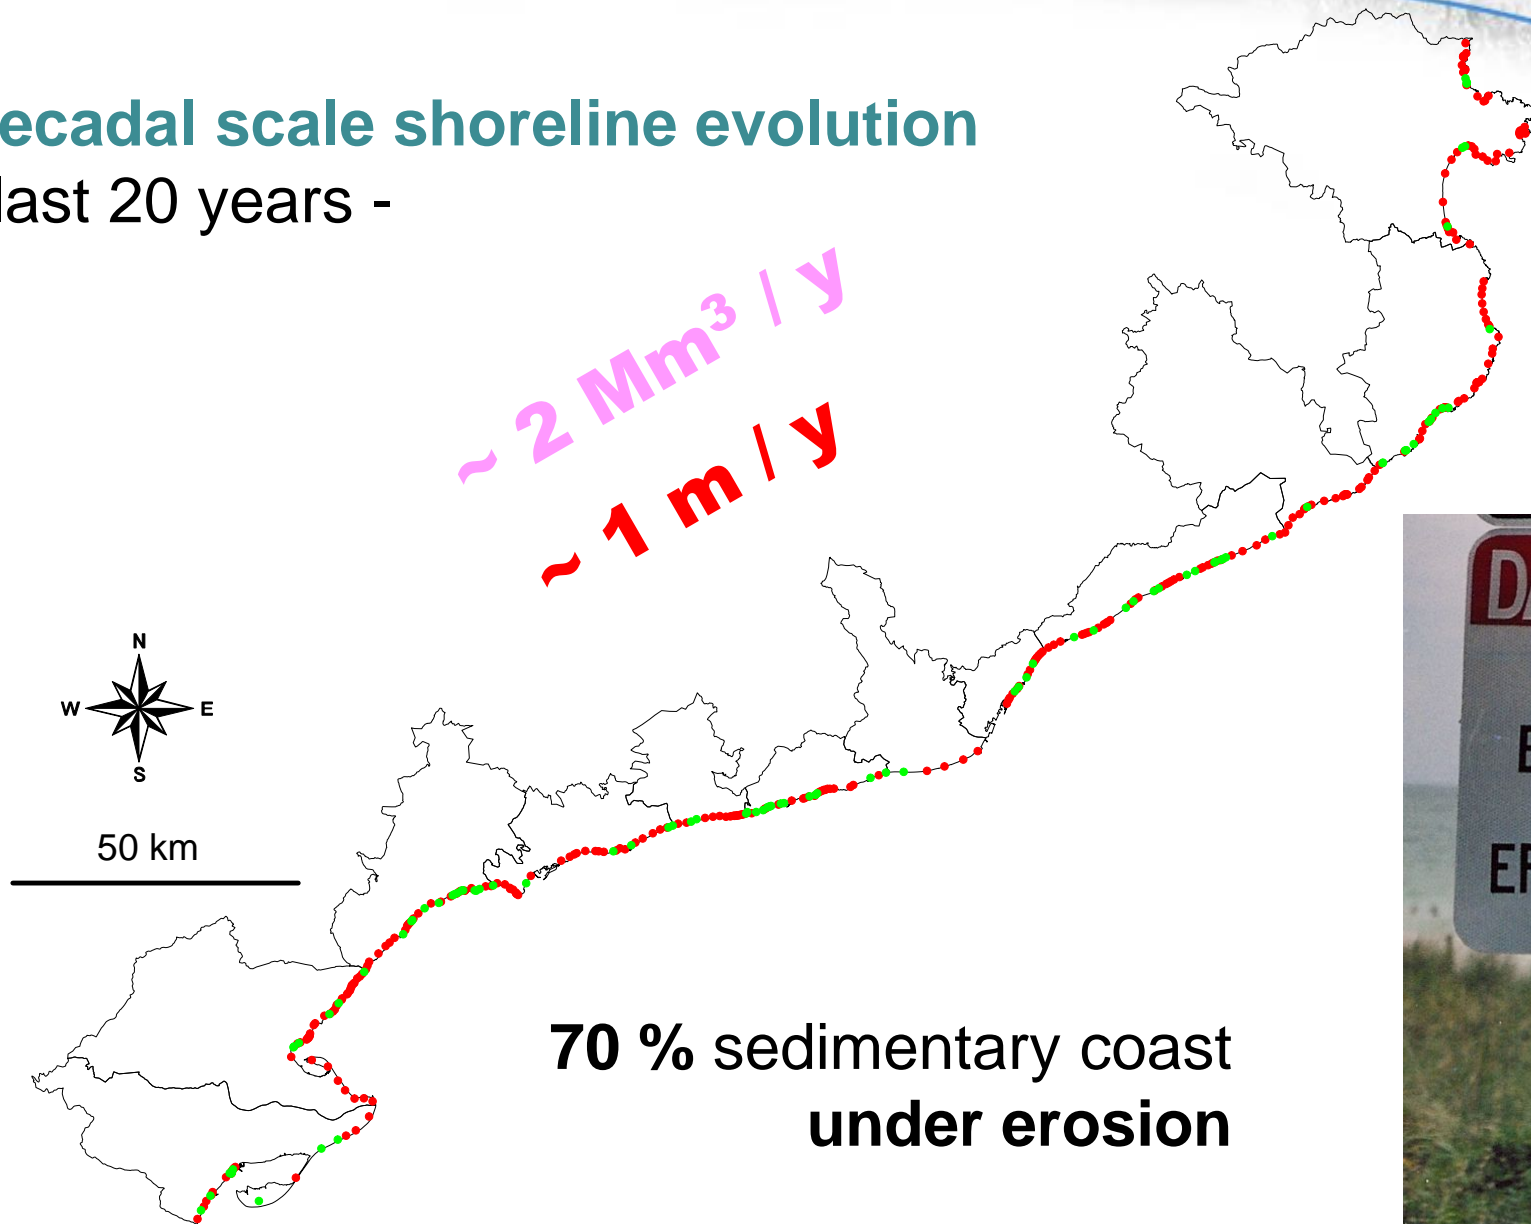 ecadal scale shoreline evolution
last 20 years -
~ 2 Mm³ / y
~ 1 m / y
N
W E
S
50 km
70 % sedimentary coast
under erosion